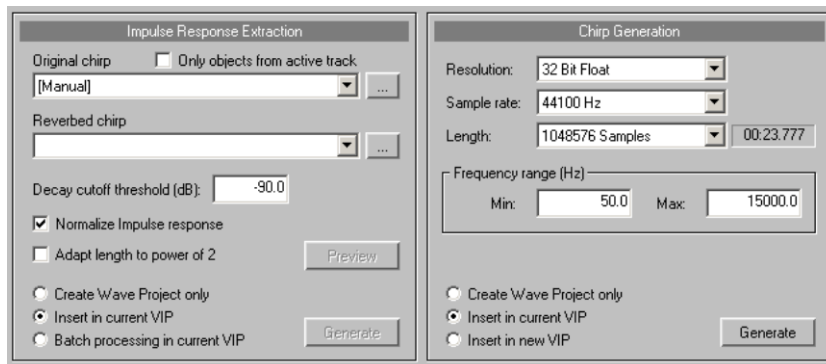 Impulse Response Extraction
Original chirp Only objects from active track
[Manual] ...
Reverbed chirp
...
Decay cutoff threshold (dB): -90.0
Normalize Impulse response
Adapt length to power of 2 Preview
Create Wave Project only
Insert in current VIP
Batch processing in current VIP Generate
Chirp Generation
Resolution: 32 Bit Float
Sample rate: 44100 Hz
Length: 1048576 Samples 00:23.777
Frequency range (Hz)
Min: 50.0 Max: 15000.0
Create Wave Project only
Insert in current VIP
Insert in new VIP Generate